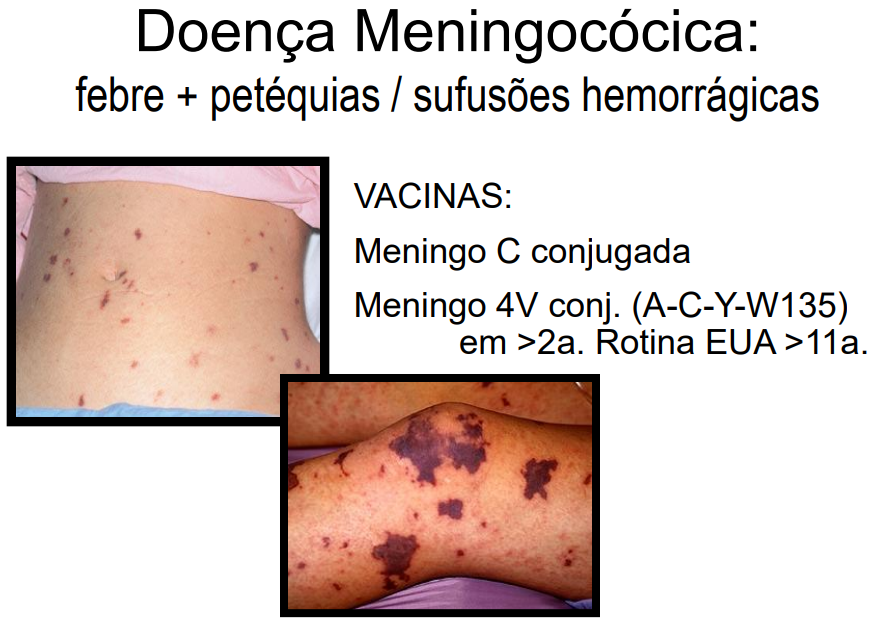 Doença Meningocócica:
febre + petéquias / sufusões hemorrágicas
VACINAS:
Meningo C conjugada
Meningo 4V conj. (A-C-Y-W135)
em >2a. Rotina EUA >11a.